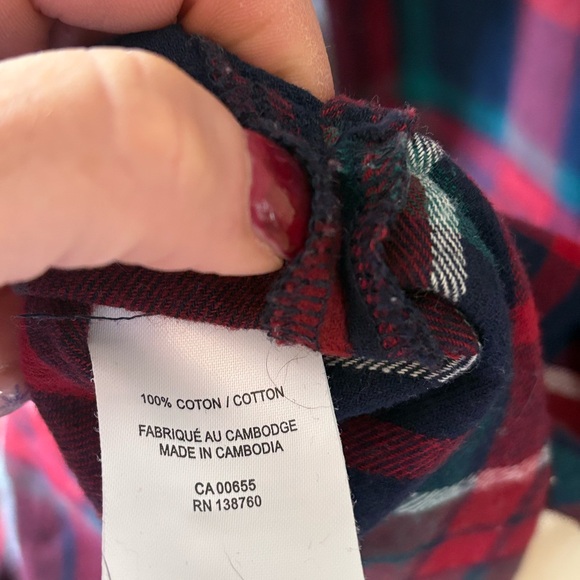 100% COTON / COTTON
FABRIQUÉ AU CAMBODGE
MADE IN CAMBODIA
CA 00655
RN 138760